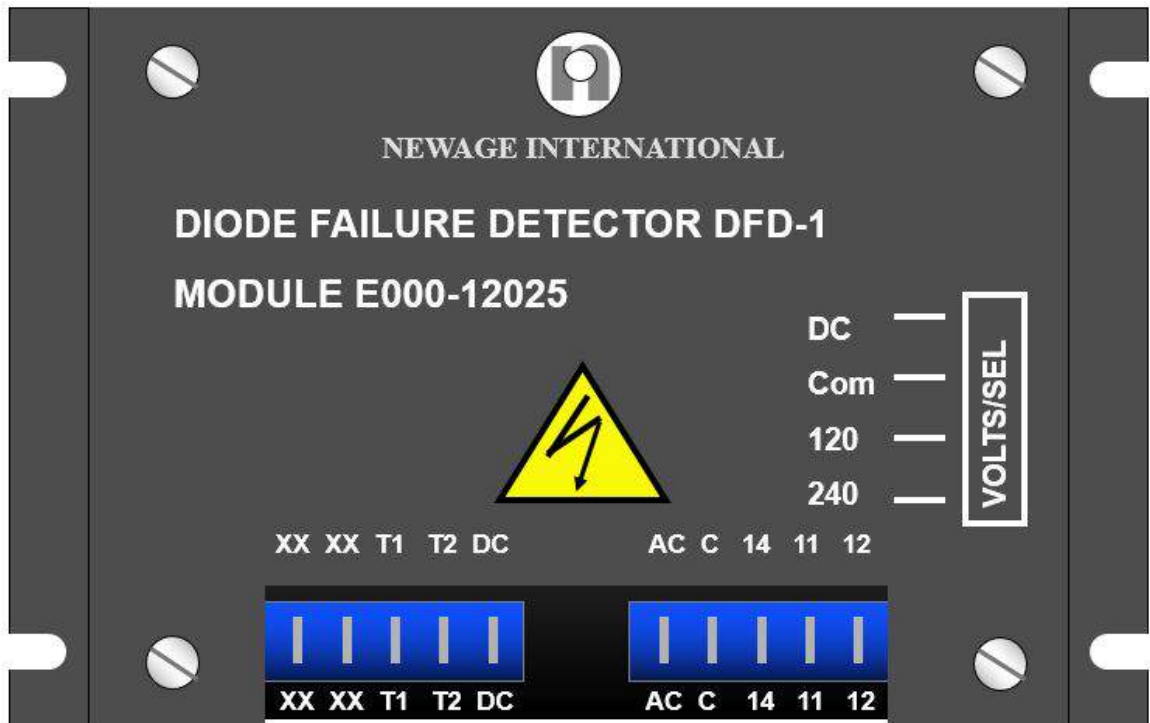 n
NEWAGE INTERNATIONAL
DIODE FAILURE DETECTOR DFD-1
MODULE E000-12025
DC
Com
120
240
VOLTS/SEL
XX XX T1 T2 DC AC C 14 11 12
XX XX T1 T2 DC AC C 14 11 12